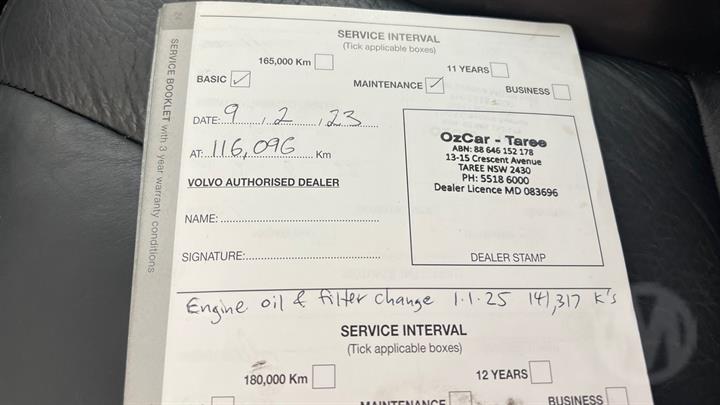 SERVICE INTERVAL
(Tick applicable boxes)
165,000 Km
11 YEARS
BASIC ✓ MAINTENANCE ✓ BUSINESS
DATE: 9 , 2 , 23
AT: 116,096 Km
VOLVO AUTHORISED DEALER
NAME:
SIGNATURE:
OzCar - Taree
ABN: 88 646 152 178
13-15 Crescent Avenue
TAREE NSW 2430
PH: 5518 6000
Dealer Licence MD 083696
DEALER STAMP
Engine oil & filter change 1.1.25 141,317 K's
SERVICE INTERVAL
(Tick applicable boxes)
180,000 Km
12 YEARS
MAINTENANCE
BUSINESS
SERVICE BOOKLET with 3 year warranty conditions